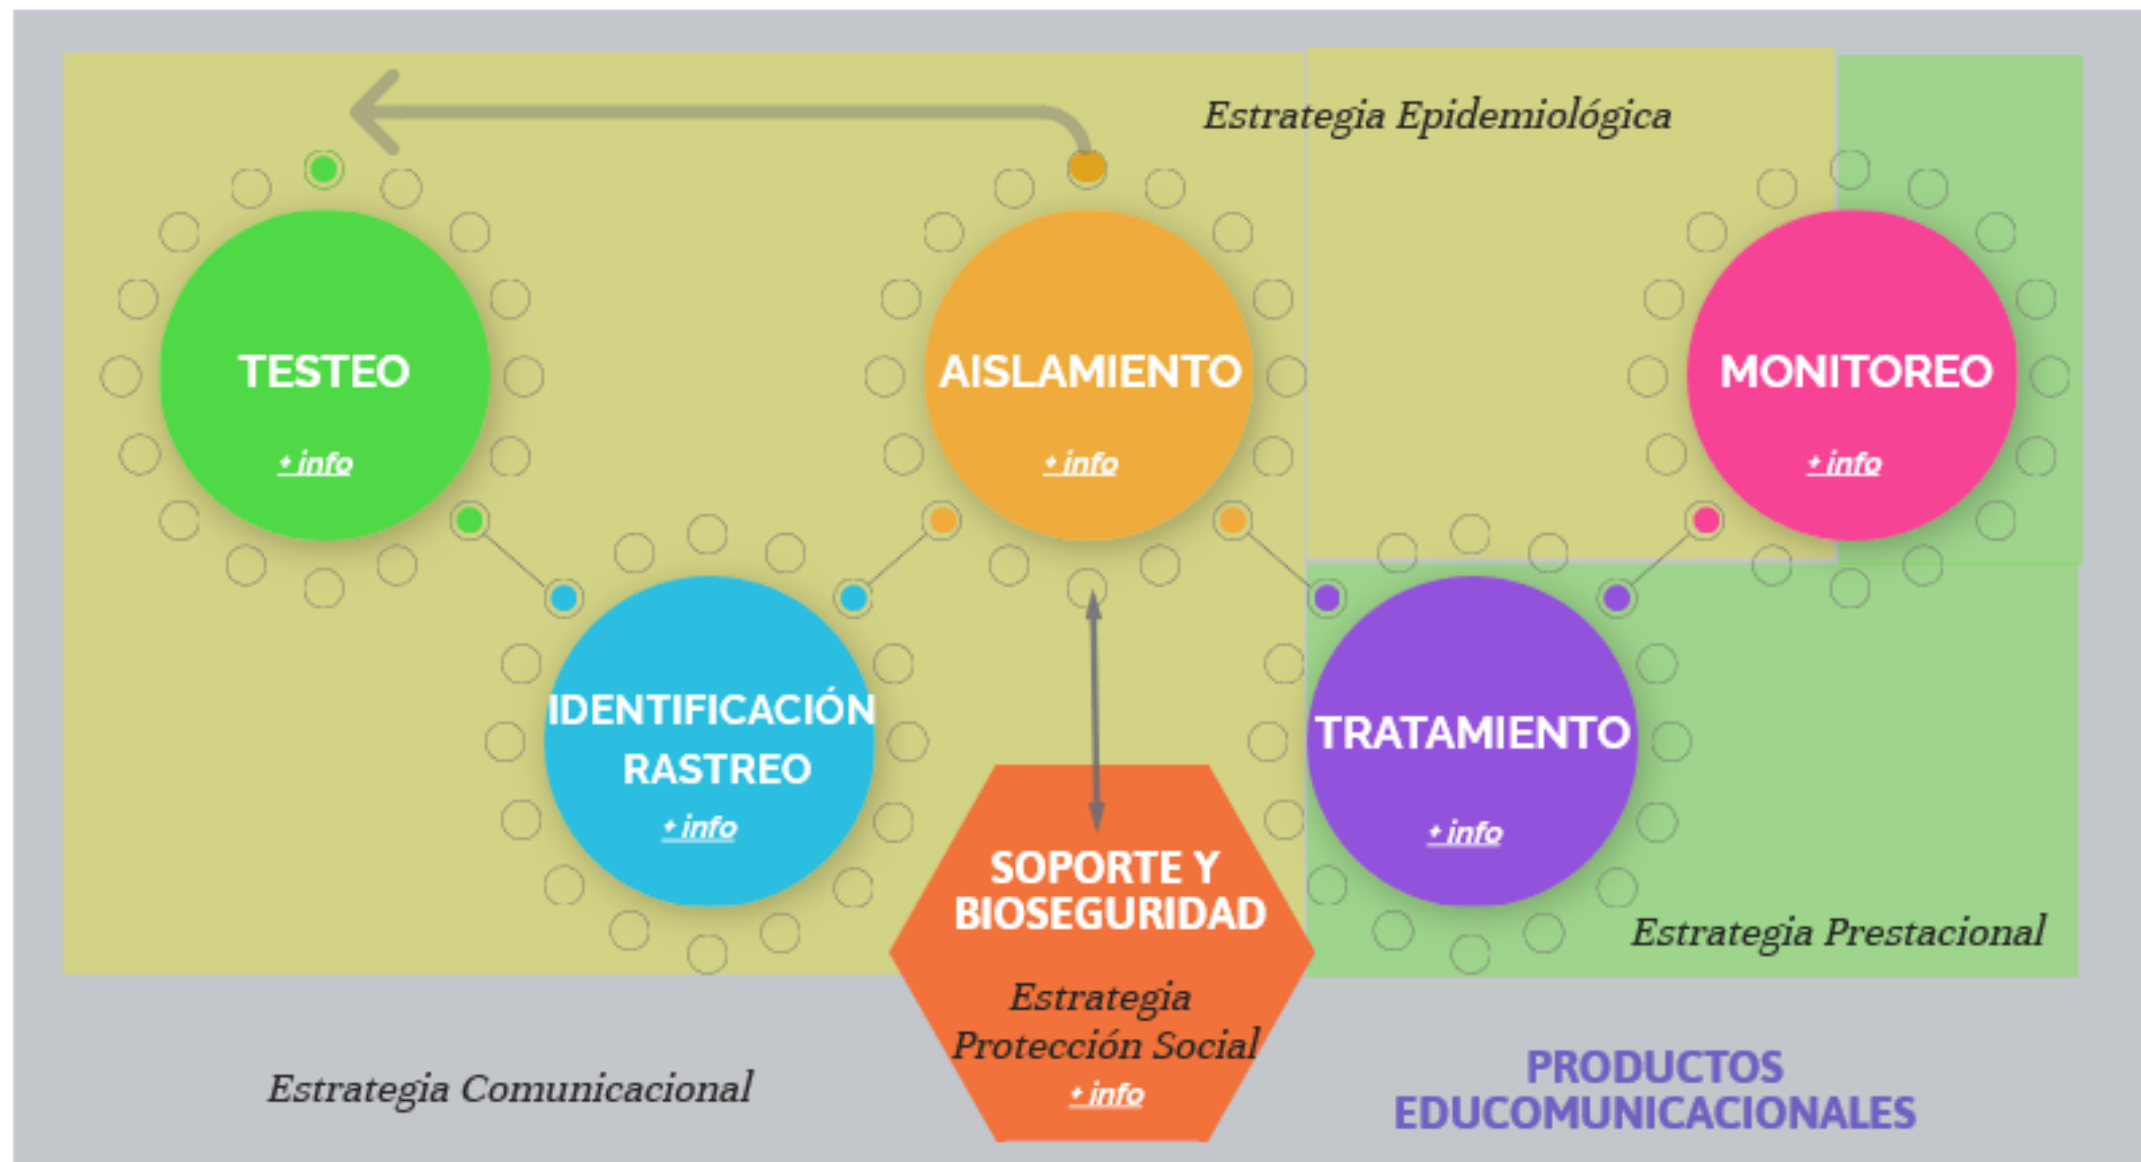 Estrategia Epidemiológica
TESTEO
+ info
AISLAMIENTO
+ info
MONITOREO
+ info
IDENTIFICACIÓN
RASTREO
+ info
TRATAMIENTO
+ info
SOPORTE Y
BIOSEGURIDAD
Estrategia
Protección Social
+ info
Estrategia Prestacional
Estrategia Comunicacional
PRODUCTOS
EDUCOMUNICACIONALES